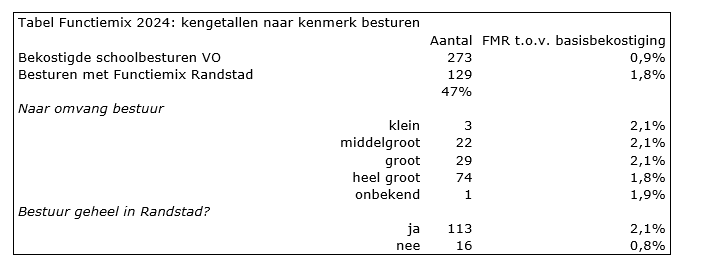 Tabel Functiemix 2024: kengetallen naar kenmerk besturen
Aantal FMR t.o.v. basisbekostiging
Bekostigde schoolbesturen VO 273 0,9%
Besturen met Functiemix Randstad 129 1,8%
47%
Naar omvang bestuur
klein 3 2,1%
middelgroot 22 2,1%
groot 29 2,1%
heel groot 74 1,8%
onbekend 1 1,9%
Bestuur geheel in Randstad?
ja 113 2,1%
nee 16 0,8%